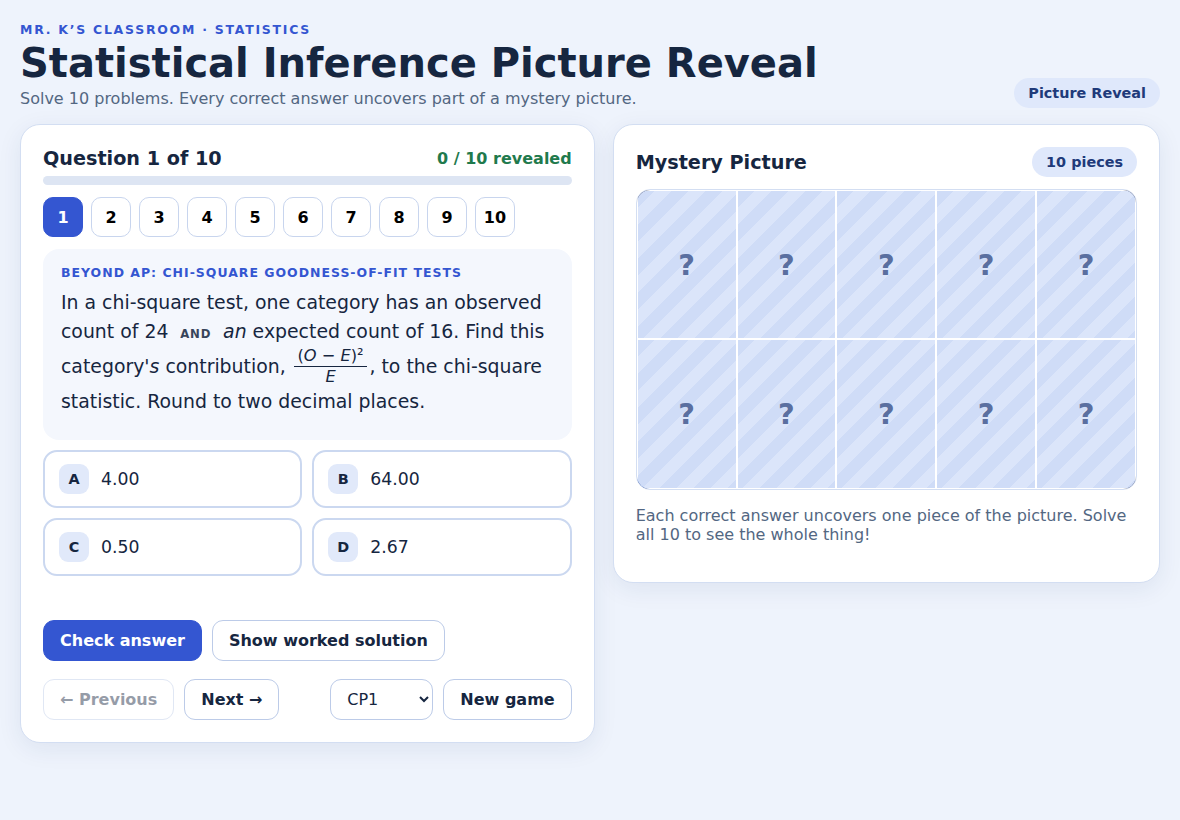 MR. K'S CLASSROOM · STATISTICS
Statistical Inference Picture Reveal
Solve 10 problems. Every correct answer uncovers part of a mystery picture.
Picture Reveal
Question 1 of 10
0 / 10 revealed
1 2 3 4 5 6 7 8 9 10
BEYOND AP: CHI-SQUARE GOODNESS-OF-FIT TESTS
In a chi-square test, one category has an observed
count of 24 AND an expected count of 16. Find this
category's contribution, (O − E)² / E, to the chi-square
statistic. Round to two decimal places.
A 4.00
B 64.00
C 0.50
D 2.67
Check answer
Show worked solution
← Previous
Next →
CP1
New game
Mystery Picture
10 pieces
? ? ? ? ?
? ? ? ? ?
Each correct answer uncovers one piece of the picture. Solve
all 10 to see the whole thing!